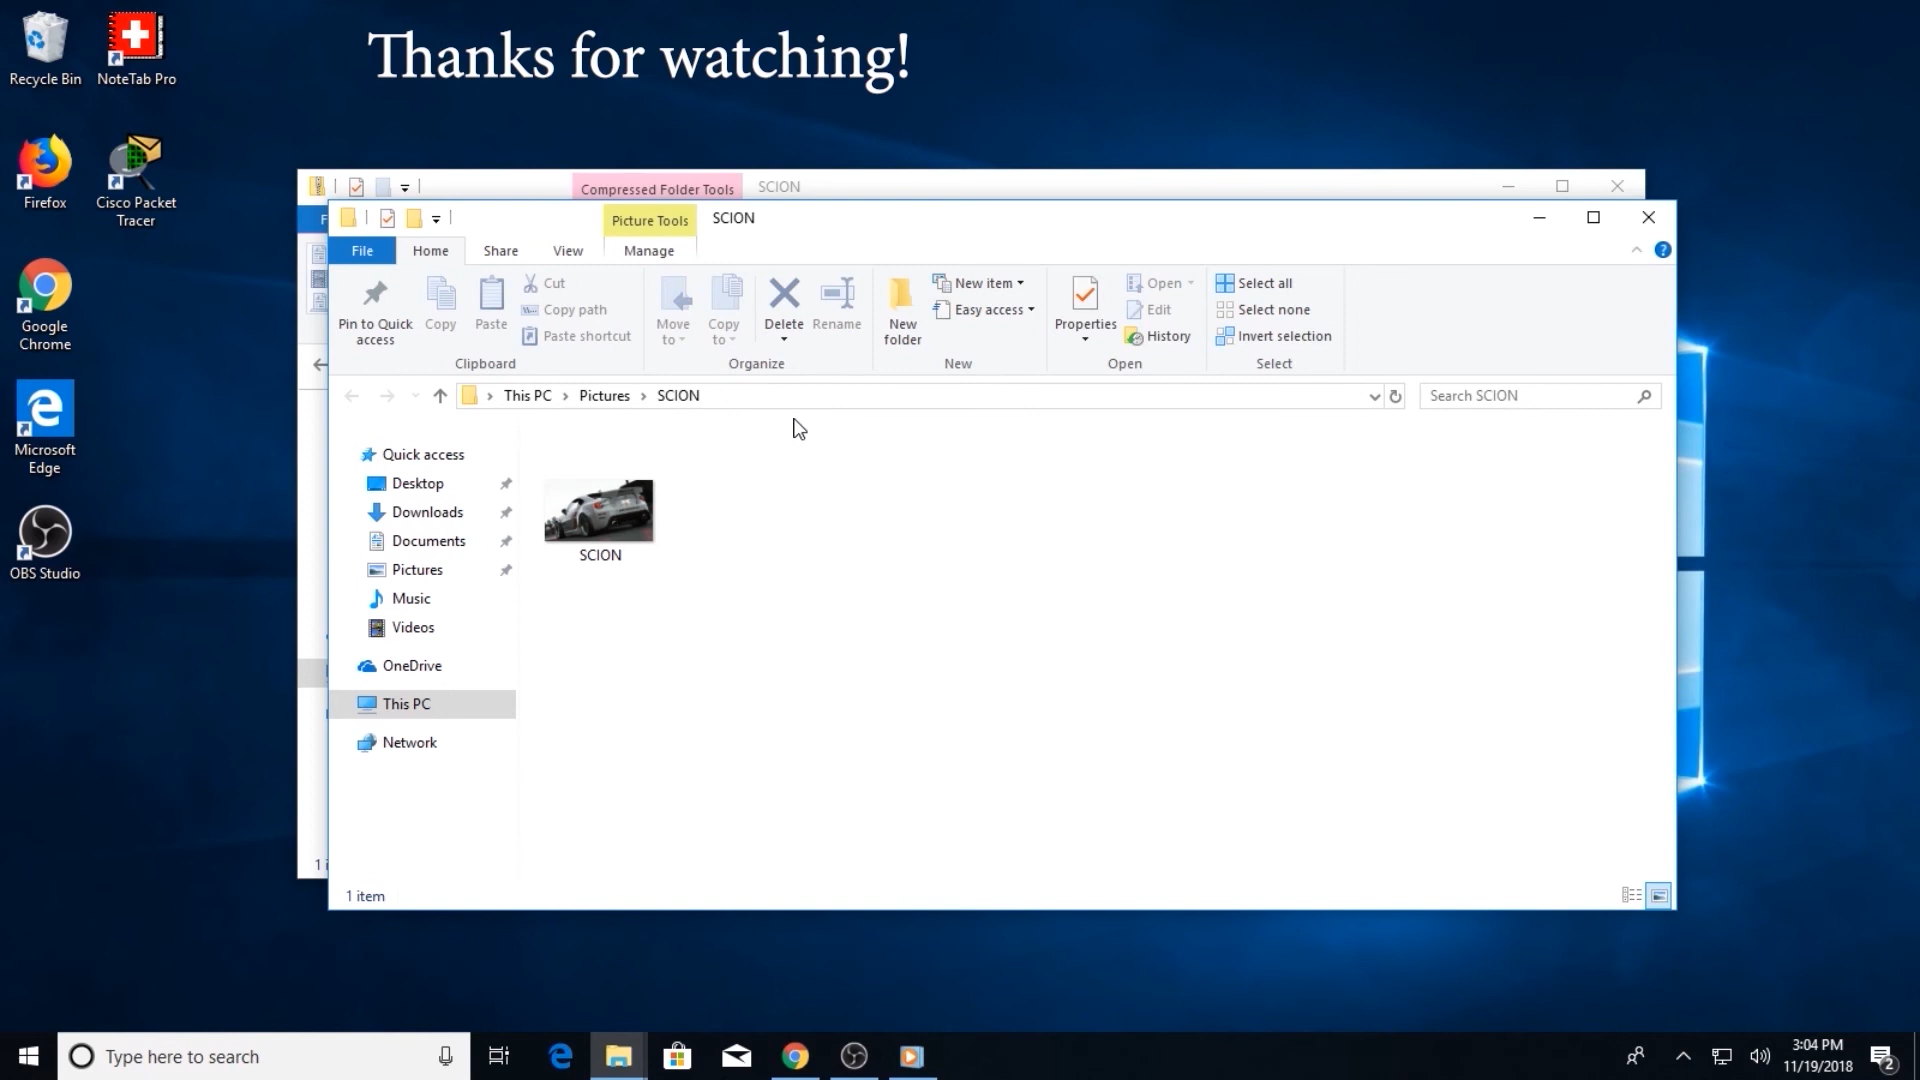 Thanks for watching!
Recycle Bin
NoteTab Pro
Firefox
Cisco Packet
Tracer
Google
Chrome
Microsoft
Edge
OBS Studio
Compressed Folder Tools
SCION
F
Picture Tools
SCION
File
Home
Share
View
Manage
Pin to Quick
access
Copy
Paste
Cut
Copy path
Paste shortcut
Clipboard
Move
to
Copy
to
Delete
Rename
Organize
New
folder
New item
Easy access
New
Properties
Open
Edit
History
Open
Select all
Select none
Invert selection
Select
This PC
Pictures
SCION
Search SCION
Quick access
Desktop
Downloads
Documents
Pictures
Music
Videos
OneDrive
This PC
Network
SCION
1 item
1 i
Type here to search
3:04 PM
11/19/2018
2